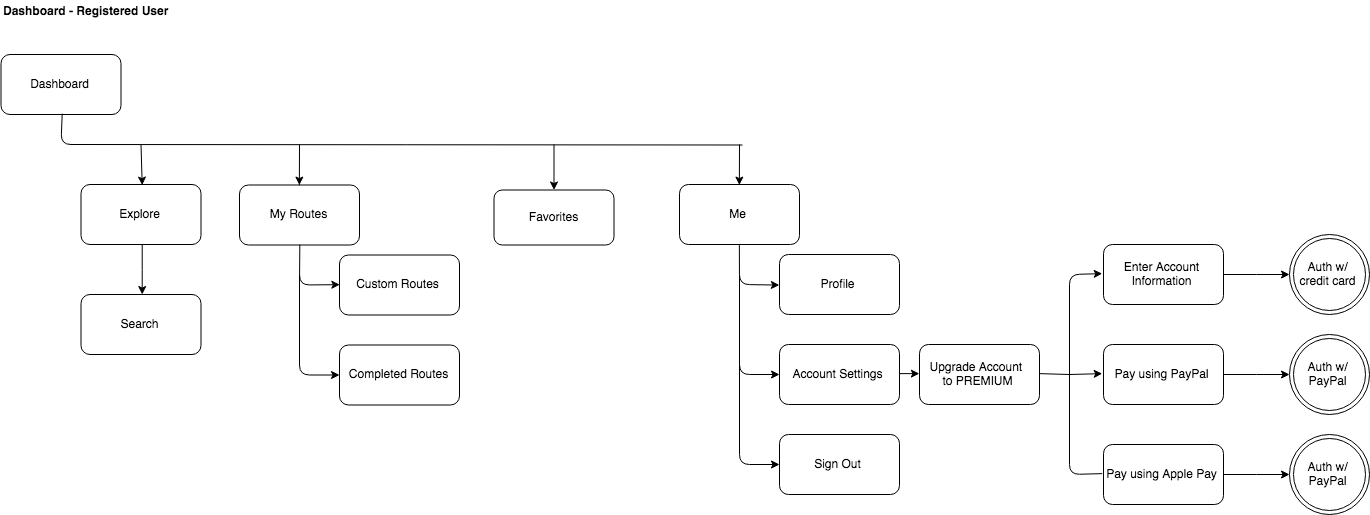 Dashboard - Registered User
Dashboard
Explore
My Routes
Favorites
Me
Search
Custom Routes
Completed Routes
Profile
Account Settings
Sign Out
Upgrade Account
to PREMIUM
Enter Account
Information
Auth w/
credit card
Pay using PayPal
Auth w/
PayPal
Pay using Apple Pay
Auth w/
PayPal